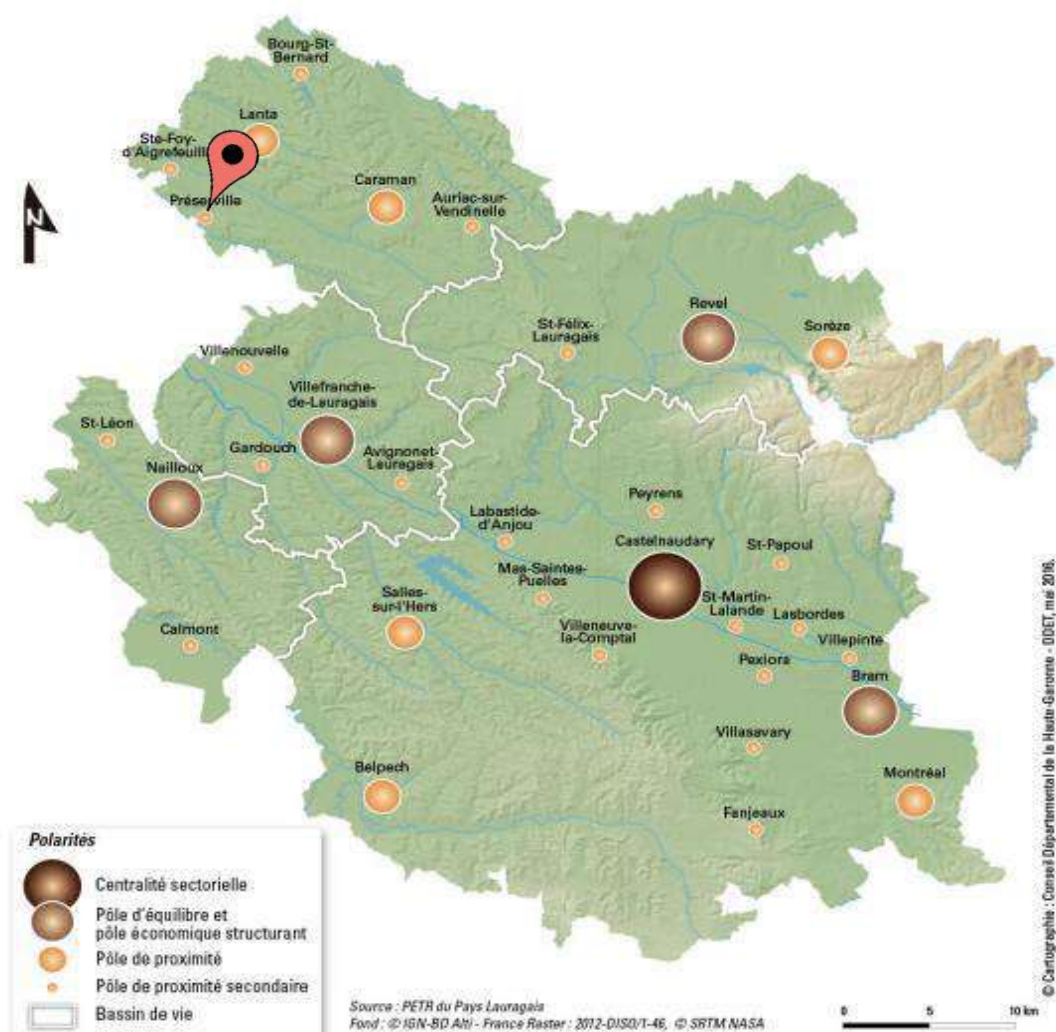 Bourg-St-
Bernard
Lanta
Ste-Foy-
d'Aigrefeuill
Préserville
Caraman
Auriac-sur-
Vendinelle
N
Revel
Sorèze
St-Félix-
Lauragais
Villenouvelle
Villefranche-
de-Lauragais
St-Léon
Gardouch
Avignonet-
Lauragais
Nailloux
Peyrens
Labastide-
d'Anjou
Castelnaudary
St-Papoul
Mas-Saintes-
Puelles
Salles-
sur-l'Hers
St-Martin-
Lalande
Lasbordes
Villeneuve-
la-Comptal
Calmont
Villepinte
Pexiora
Bram
Villasavary
Belpech
Montréal
Fanjeaux
Polarités
Centralité sectorielle
Pôle d'équilibre et
pôle économique structurant
Pôle de proximité
Pôle de proximité secondaire
Bassin de vie
Source : PETR du Pays Lauragais
Fond : © IGN-BD Alti - France Raster : 2012-DISO/1-46, © SRTM NASA
0 5 10 km
© Cartographie : Conseil Départemental de la Haute-Garonne - DDET, mai 2016.